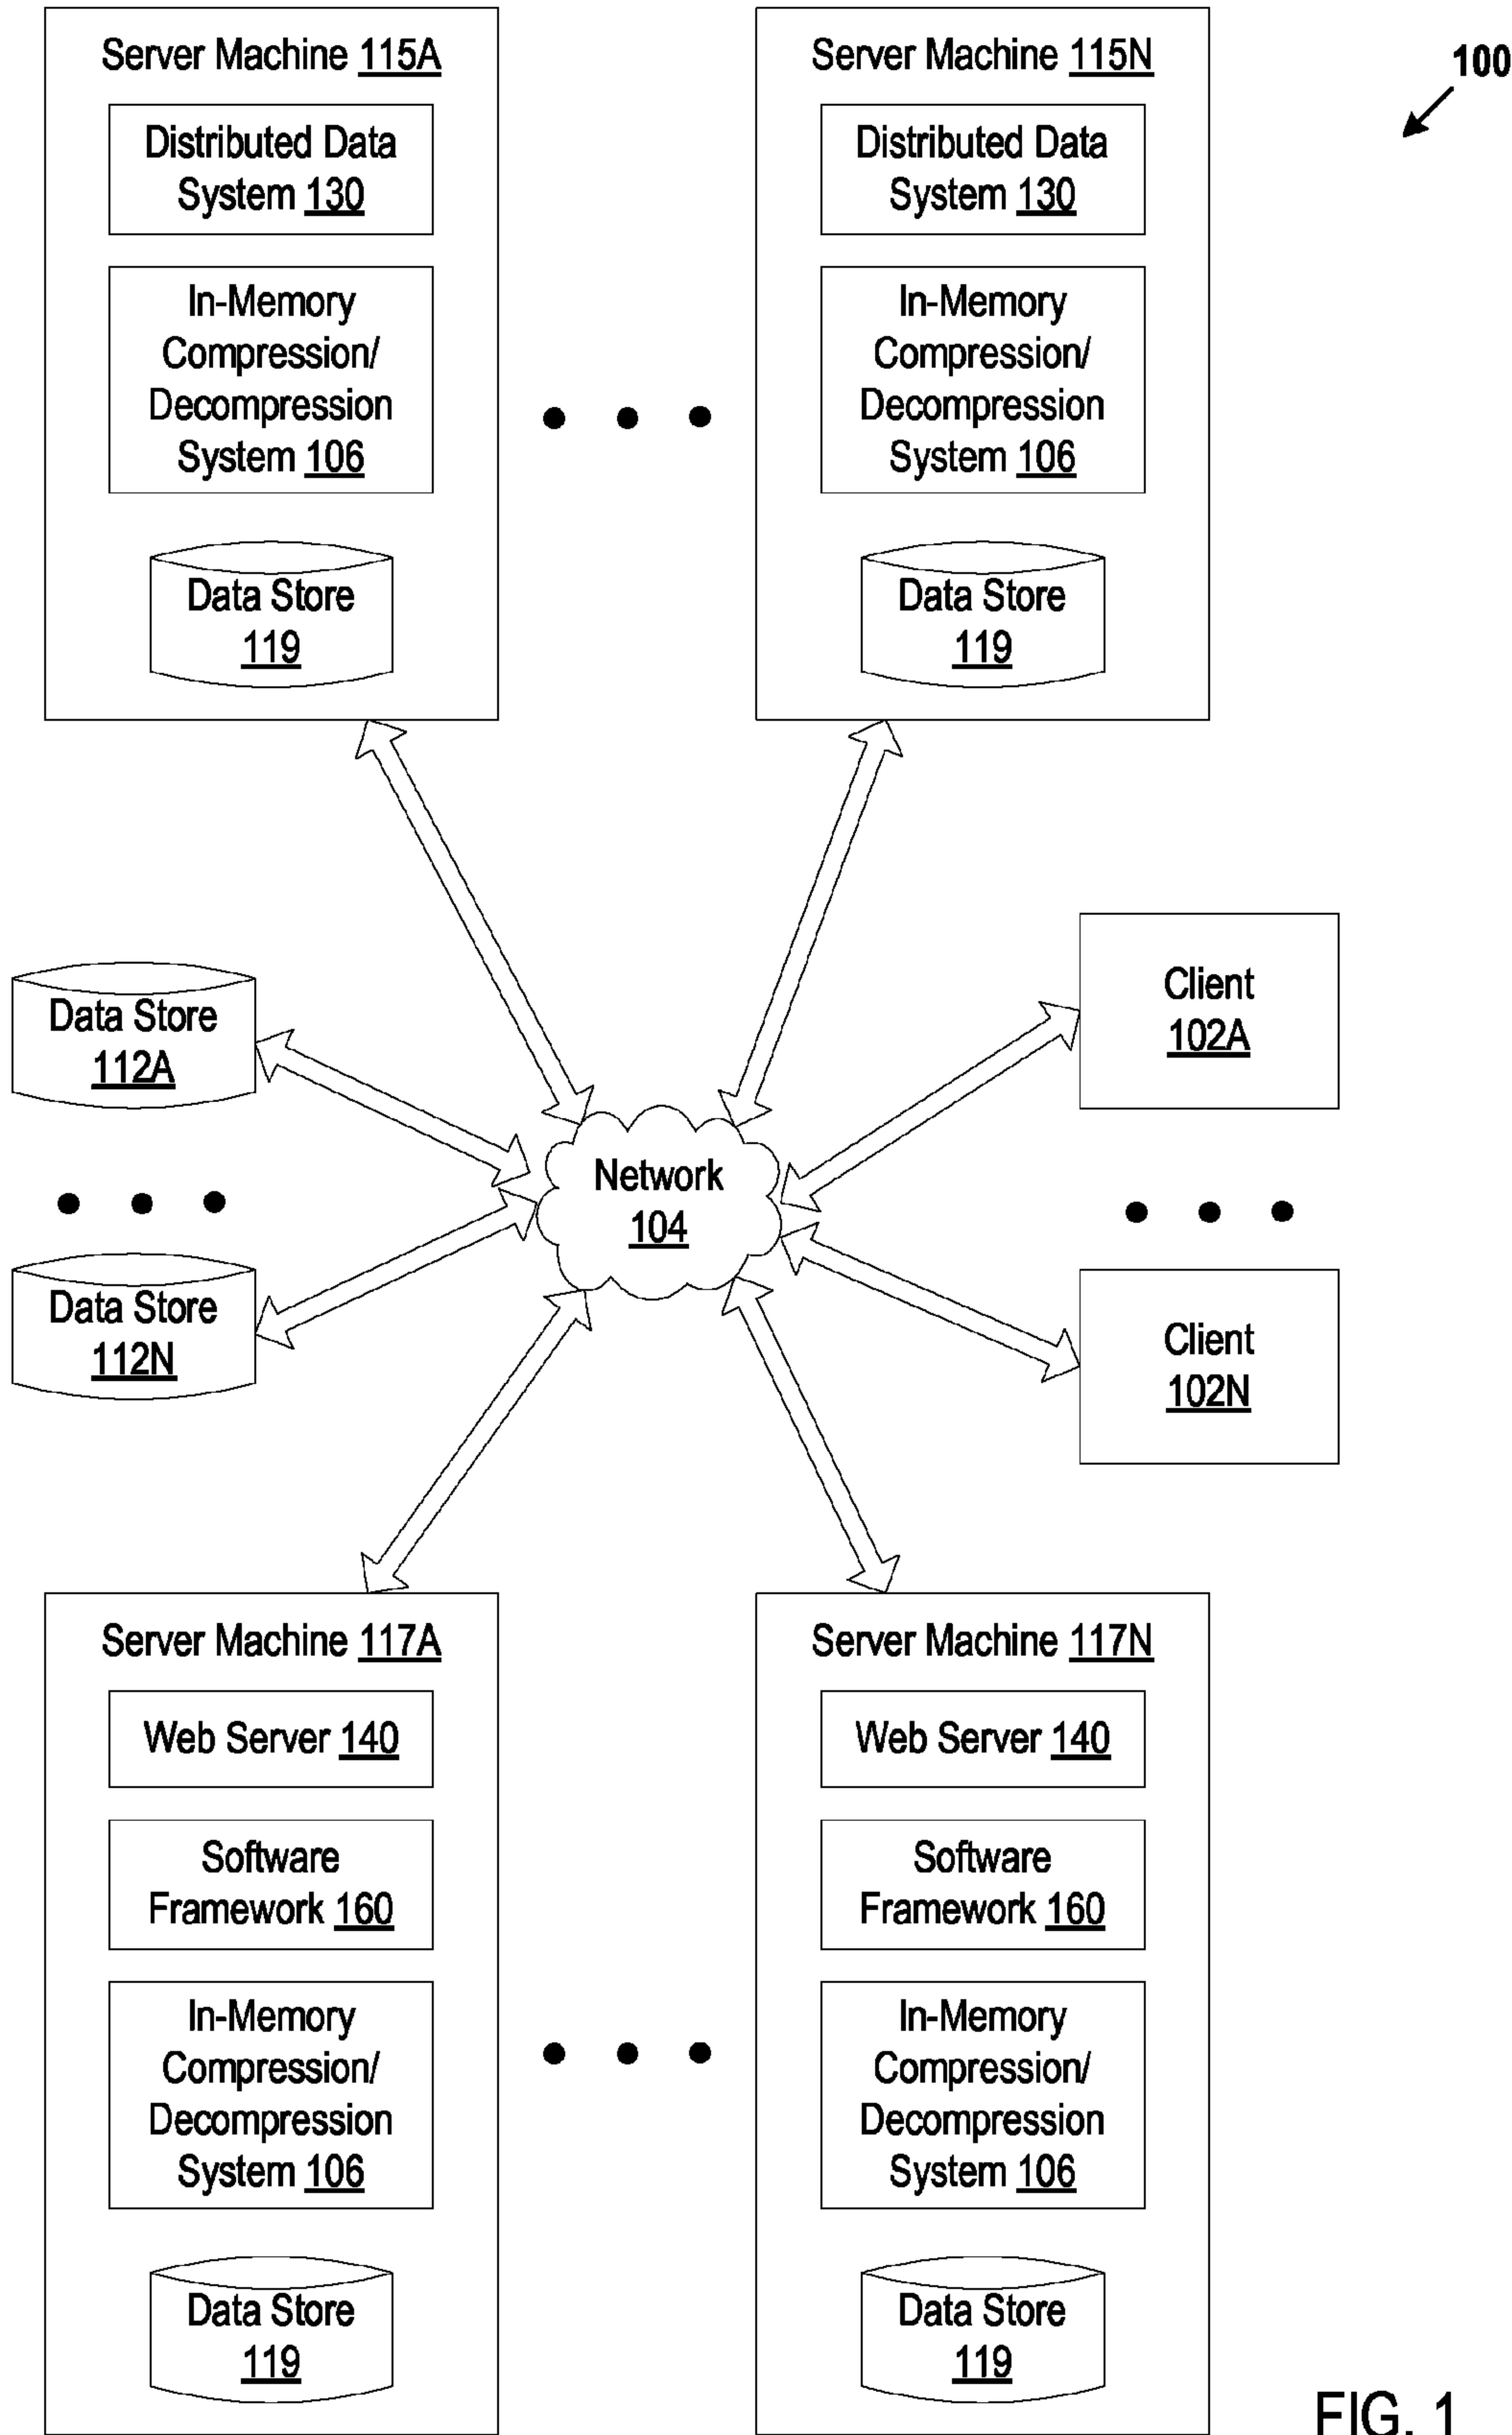 Server Machine 115A
Distributed Data
System 130
In-Memory
Compression/
Decompression
System 106
Data Store
119
Server Machine 115N
Distributed Data
System 130
In-Memory
Compression/
Decompression
System 106
Data Store
119
100
Data Store
112A
Data Store
112N
Network
104
Client
102A
Client
102N
Server Machine 117A
Web Server 140
Software
Framework 160
In-Memory
Compression/
Decompression
System 106
Data Store
119
Server Machine 117N
Web Server 140
Software
Framework 160
In-Memory
Compression/
Decompression
System 106
Data Store
119
FIG. 1